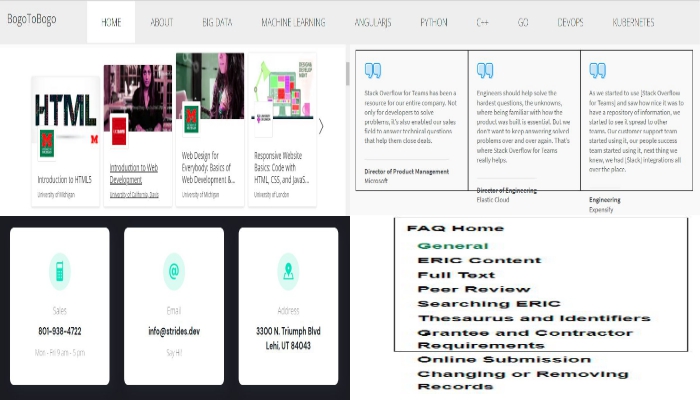 BogoToBogo
HOME ABOUT BIG DATA MACHINE LEARNING ANGULARJS PYTHON C++ GO DEVOPS KUBERNETES
HTML
Introduction to HTML5
University of Michigan
Introduction to Web
Development
University of California, Davis
Web Design for
Everybody: Basics of
Web Development &...
University of Michigan
Responsive Website
Basics: Code with
HTML, CSS, and JavaS...
University of London
Stack Overflow for Teams has been a
resource for our entire company. Not
only for developers to solve
problems, it's also enabled our sales
field to answer technical questions
that help them close deals.
Director of Product Management
Microsoft
Engineers should help solve the
hardest questions, the unknowns,
where being familiar with how the
product was built is essential. But we
don't want to keep answering solved
problems over and over again. That's
where Stack Overflow for Teams
really helps.
Director of Engineering
Elastic Cloud
As we started to use [Stack Overflow
for Teams] and saw how nice it was to
have a repository of information, we
started to see it spread to other
teams. Our customer support team
started using it, our people success
team started using it, next thing we
knew, we had [Slack] integrations all
over the place.
Engineering
Expensify
Sales
801-938-4722
Mon - Fri 9 am - 5 pm
Email
info@strides.dev
Say Hi!
Address
3300 N. Triumph Blvd
Lehi, UT 84043
FAQ Home
General
ERIC Content
Full Text
Peer Review
Searching ERIC
Thesaurus and Identifiers
Grantee and Contractor
Requirements
Online Submission
Changing or Removing
Records